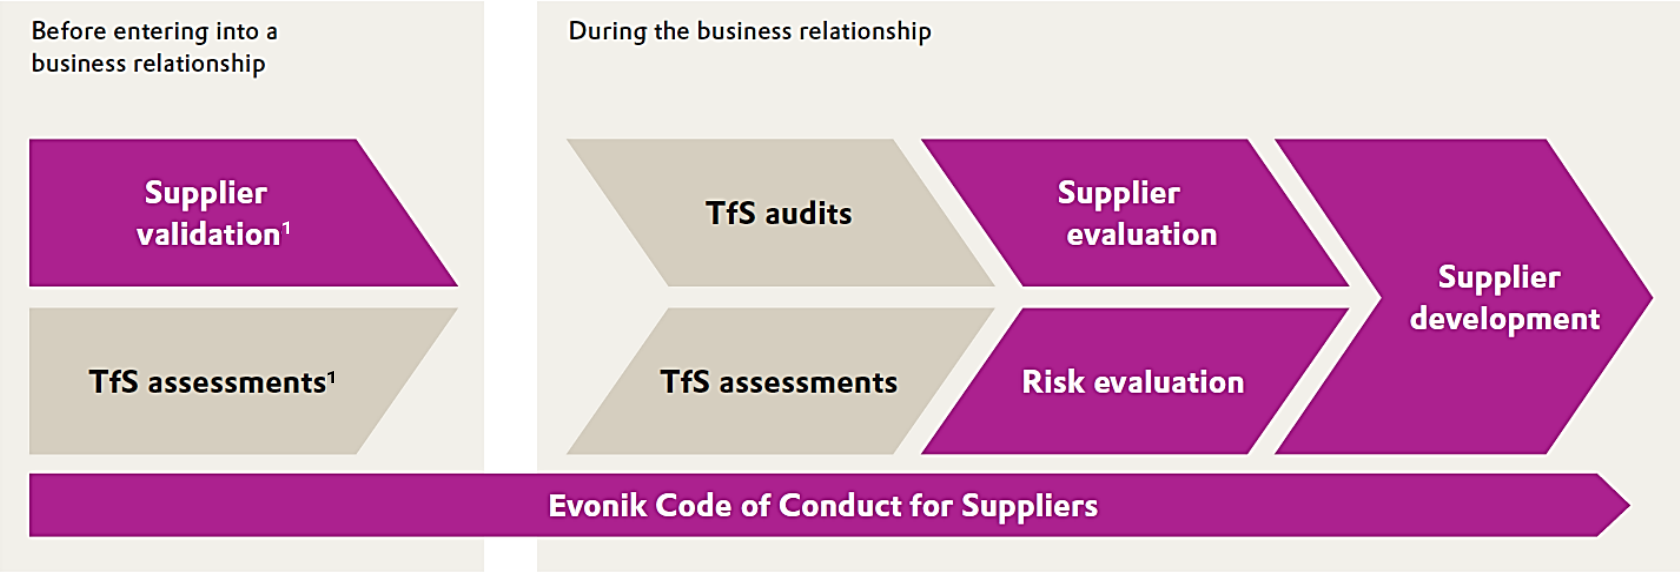 Before entering into a
business relationship
During the business relationship
Supplier
validation¹
TfS assessments¹
TfS audits
TfS assessments
Supplier
evaluation
Risk evaluation
Supplier
development
Evonik Code of Conduct for Suppliers